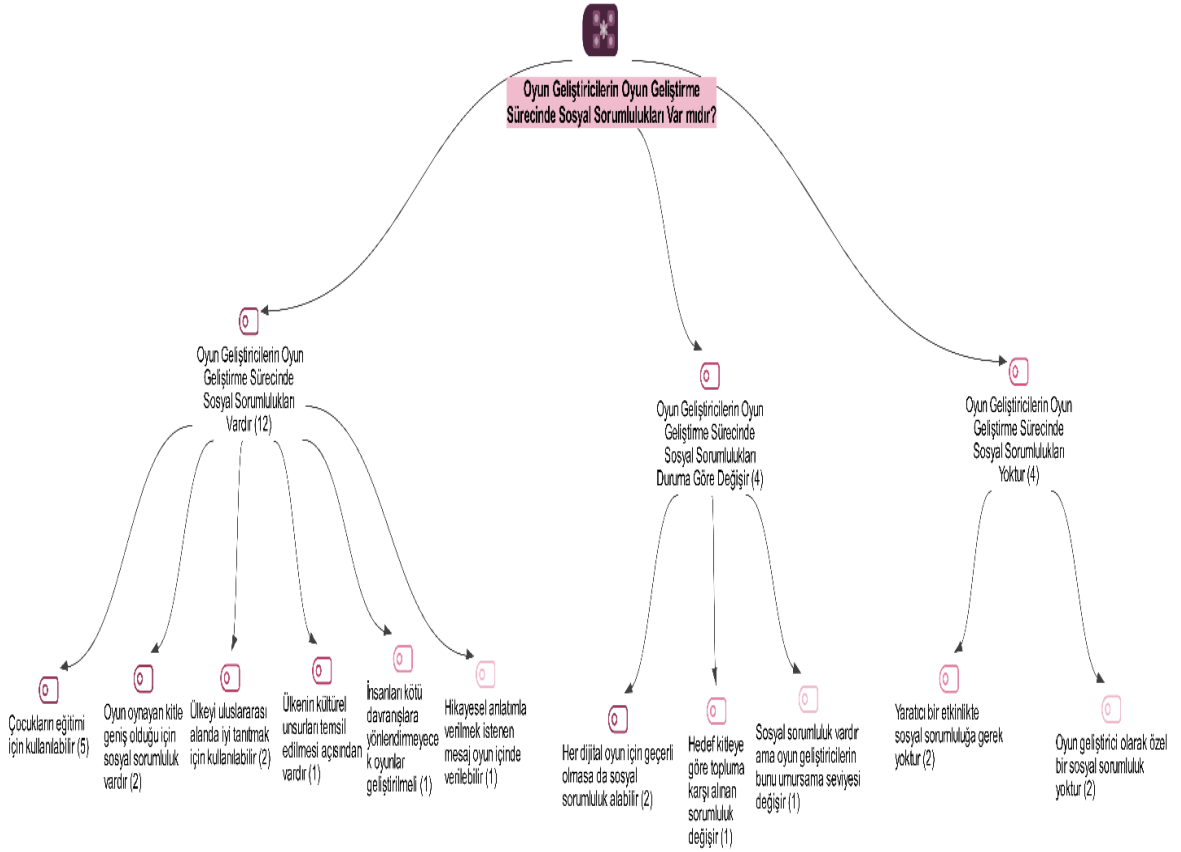 Oyun Geliştiricilerin Oyun Geliştirme
Sürecinde Sosyal Sorumlulukları Var mıdır?
Oyun Geliştiricilerin Oyun
Geliştirme Sürecinde
Sosyal Sorumlulukları
Vardır (12)
Oyun Geliştiricilerin Oyun
Geliştirme Sürecinde
Sosyal Sorumlulukları
Duruma Göre Değişir (4)
Oyun Geliştiricilerin Oyun
Geliştirme Sürecinde
Sosyal Sorumlulukları
Yoktur (4)
Çocukların eğitimi
için kullanılabilir (5)
Oyun oynayan kitle
geniş olduğu için
sosyal sorumluluk
vardır (2)
Ülkeyi uluslararası
alanda iyi tanıtmak
için kullanılabilir (2)
Ülkenin kültürel
unsurları temsil
edilmesi açısından
vardır (1)
İnsanları kötü
davranışlara
yönlendirmeyece
k oyunlar
geliştirilmeli (1)
Hikayesel anlatımla
verilmek istenen
mesaj oyun içinde
verilebilir (1)
Her dijital oyun için geçerli
olmasa da sosyal
sorumluluk alabilir (2)
Hedef kitleye
göre topluma
karşı alınan
sorumluluk
değişir (1)
Sosyal sorumluluk vardır
ama oyun geliştiricilerin
bunu umursama seviyesi
değişir (1)
Yaratıcı bir etkinlikte
sosyal sorumluluğa gerek
yoktur (2)
Oyun geliştirici olarak özel
bir sosyal sorumluluk
yoktur (2)